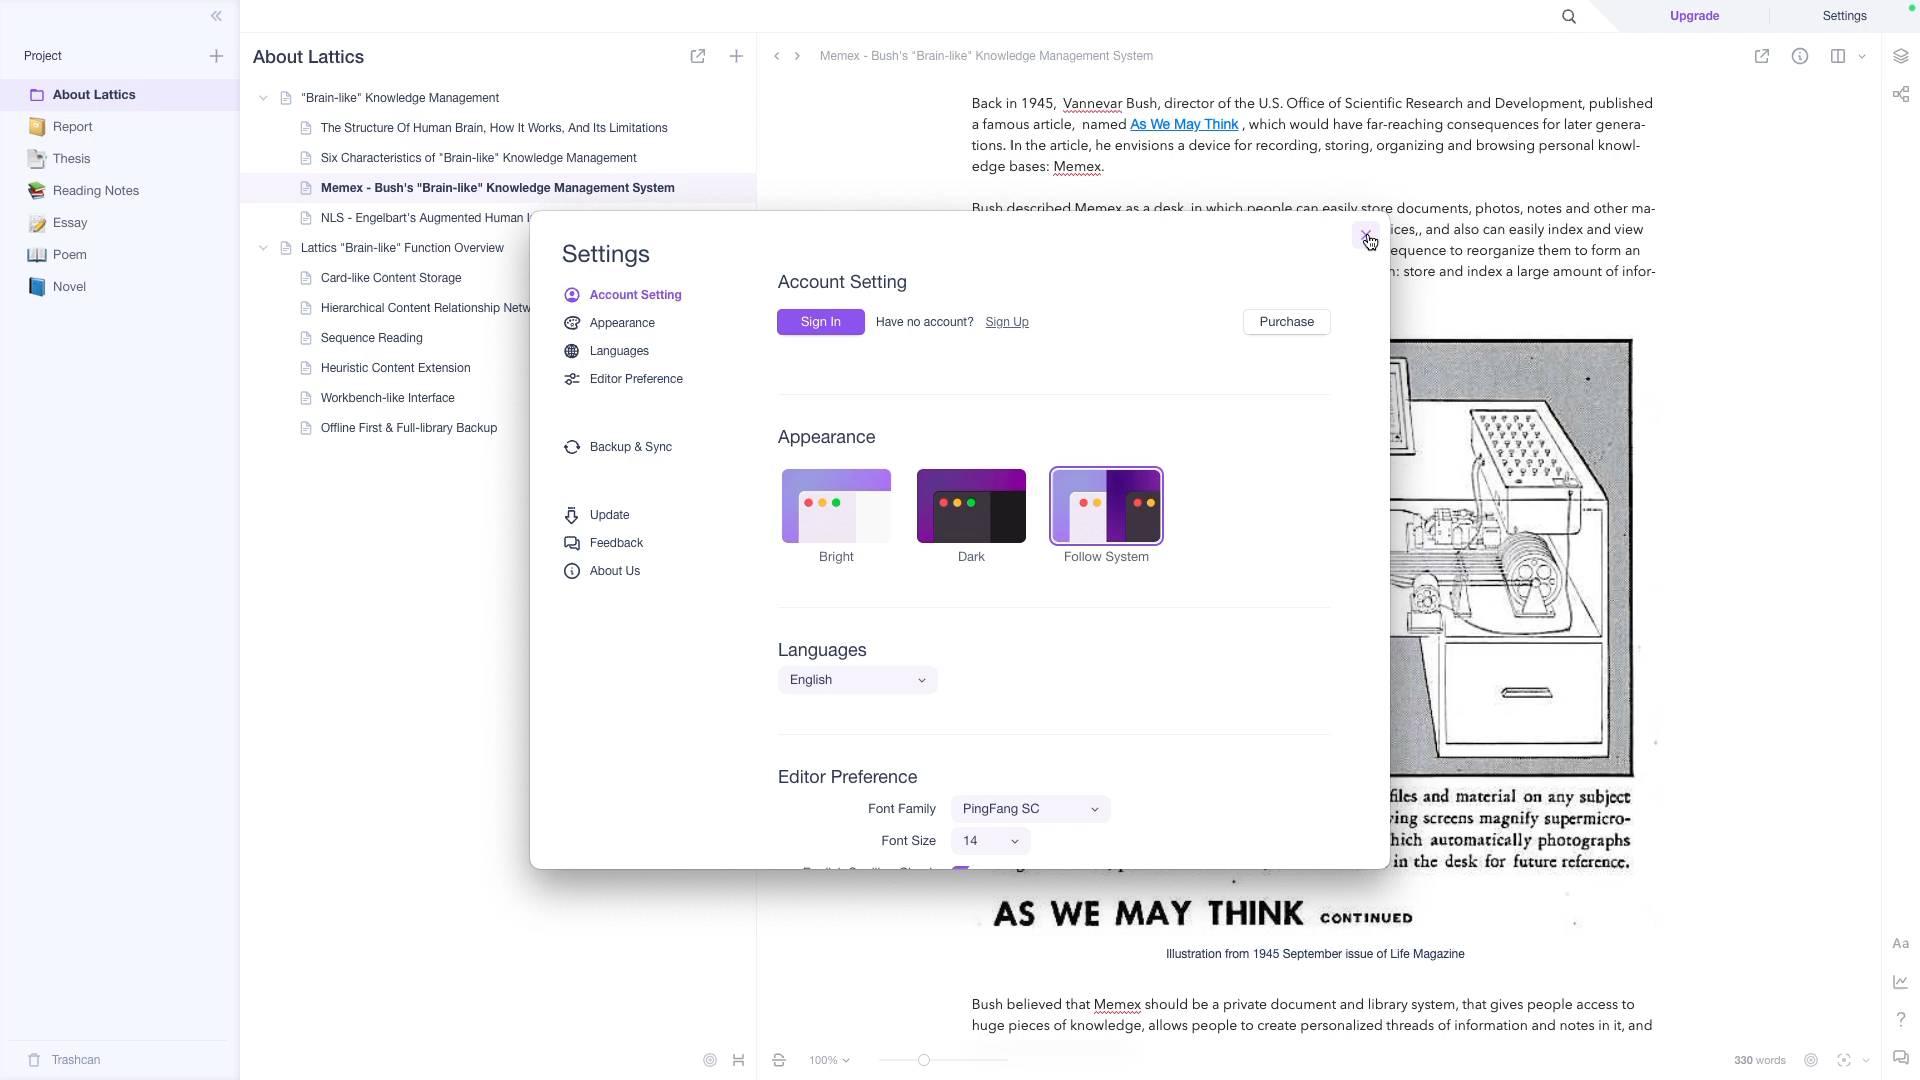 Upgrade
Settings
Project
About Lattics
Report
Thesis
Reading Notes
Essay
Poem
Novel
Trashcan
About Lattics
"Brain-like" Knowledge Management
The Structure Of Human Brain, How It Works, And Its Limitations
Six Characteristics of "Brain-like" Knowledge Management
Memex - Bush's "Brain-like" Knowledge Management System
NLS - Engelbart's Augmented Human
Lattics "Brain-like" Function Overview
Card-like Content Storage
Hierarchical Content Relationship Netw
Sequence Reading
Heuristic Content Extension
Workbench-like Interface
Offline First & Full-library Backup
Memex - Bush's "Brain-like" Knowledge Management System
Back in 1945, Vannevar Bush, director of the U.S. Office of Scientific Research and Development, published
a famous article, named As We May Think , which would have far-reaching consequences for later genera-
tions. In the article, he envisions a device for recording, storing, organizing and browsing personal knowl-
edge bases: Memex.
Bush described Memex as a desk, in which people can easily store documents, photos, notes and other ma-
ices,, and also can easily index and view
equence to reorganize them to form an
n: store and index a large amount of infor-
Settings
Account Setting
Appearance
Languages
Editor Preference
Backup & Sync
Update
Feedback
About Us
Account Setting
Sign In
Have no account? Sign Up
Purchase
Appearance
Bright
Dark
Follow System
Languages
English
Editor Preference
Font Family
PingFang SC
Font Size
14
files and material on any subject
ing screens magnify supermicro-
hich automatically photographs
in the desk for future reference.
AS WE MAY THINK CONTINUED
Illustration from 1945 September issue of Life Magazine
Bush believed that Memex should be a private document and library system, that gives people access to
huge pieces of knowledge, allows people to create personalized threads of information and notes in it, and
100%
330 words
Aa